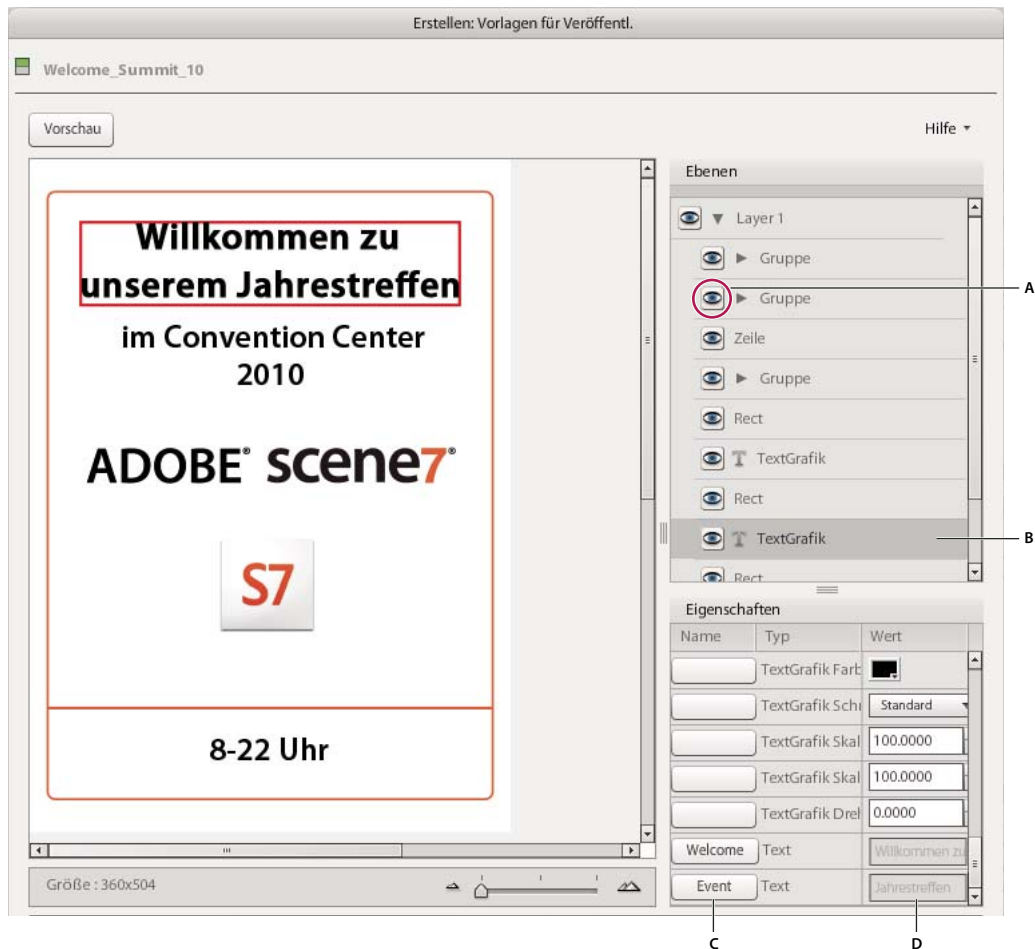 Erstellen: Vorlagen für Veröffentl.
Welcome_Summit_10
Vorschau
Hilfe
Willkommen zu
unserem Jahrestreffen
im Convention Center
2010
ADOBE® scene7®
S7
8-22 Uhr
Größe : 360x504
Ebenen
Layer 1
Gruppe
Gruppe
A
Zeile
Gruppe
Rect
T TextGrafik
Rect
T TextGrafik
B
Rect
Eigenschaften
Name Typ Wert
TextGrafik Farb
TextGrafik Schr Standard
TextGrafik Skal 100.0000
TextGrafik Skal 100.0000
TextGrafik Dreh 0.0000
Welcome Text Willkommen zu
Event Text Jahrestreffen
C D